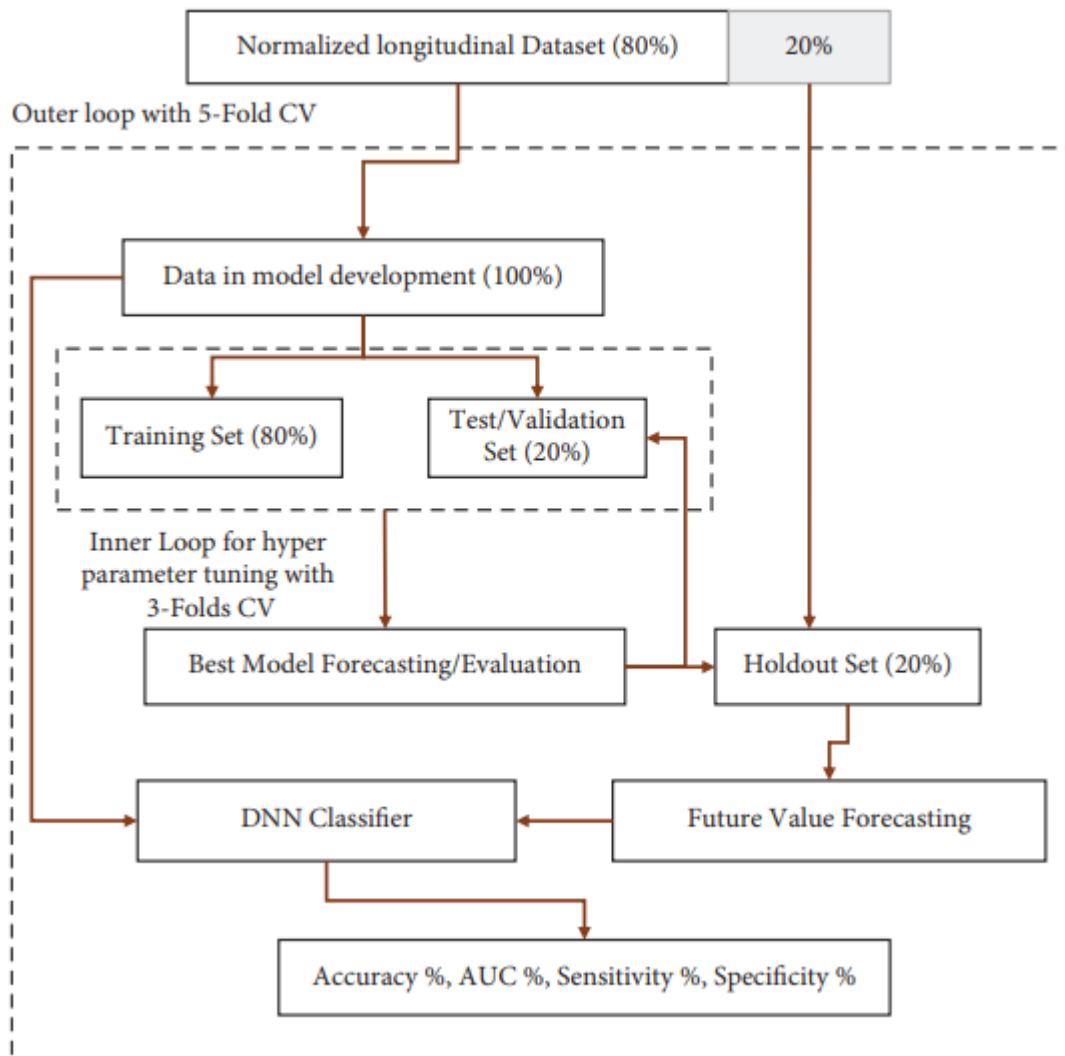 Normalized longitudinal Dataset (80%)
20%
Outer loop with 5-Fold CV
Data in model development (100%)
Training Set (80%)
Test/Validation
Set (20%)
Inner Loop for hyper
parameter tuning with
3-Folds CV
Best Model Forecasting/Evaluation
Holdout Set (20%)
DNN Classifier
Future Value Forecasting
Accuracy %, AUC %, Sensitivity %, Specificity %